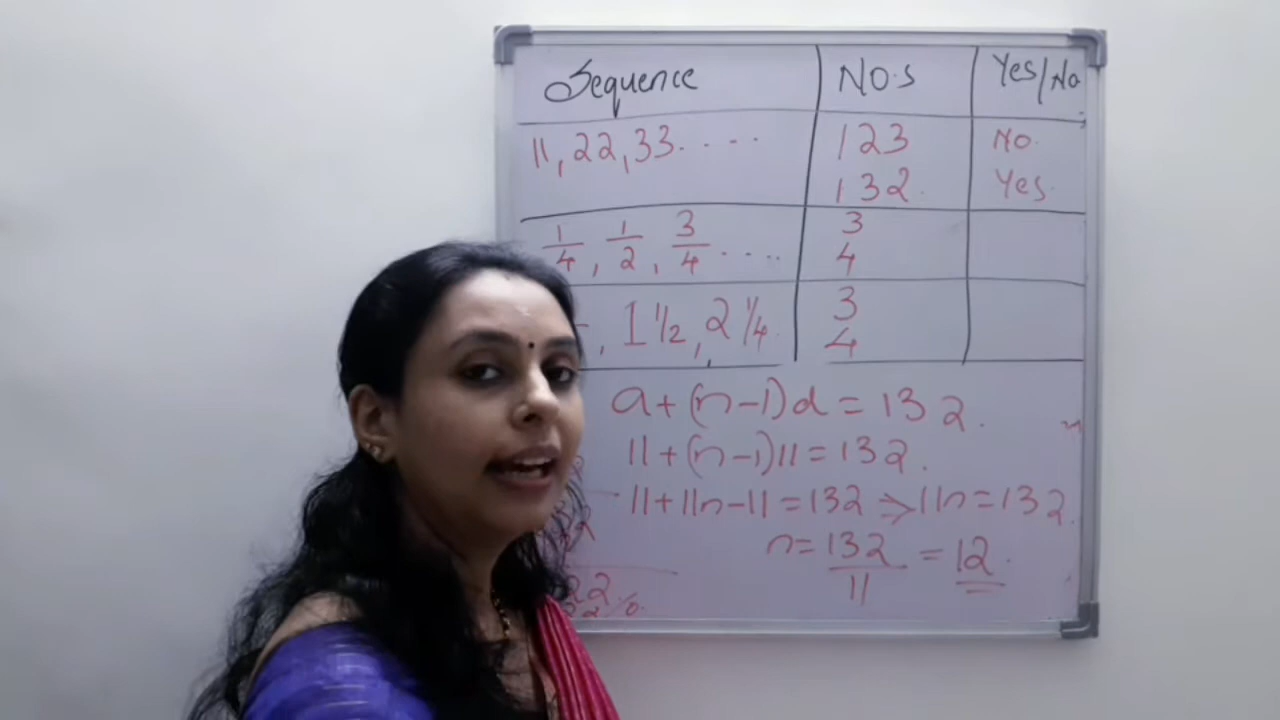 Sequence NO.S Yes/No
11, 22, 33..... 123 No.
132. Yes.
1/4, 1/2, 3/4 ..... 3
4
, 1 1/2, 2 1/4. 3
4
a+(n-1)d = 132.
11+(n-1)11 = 132.
11+11n-11 = 132 ⇒ 11n = 132.
n = 132/11 = 12.